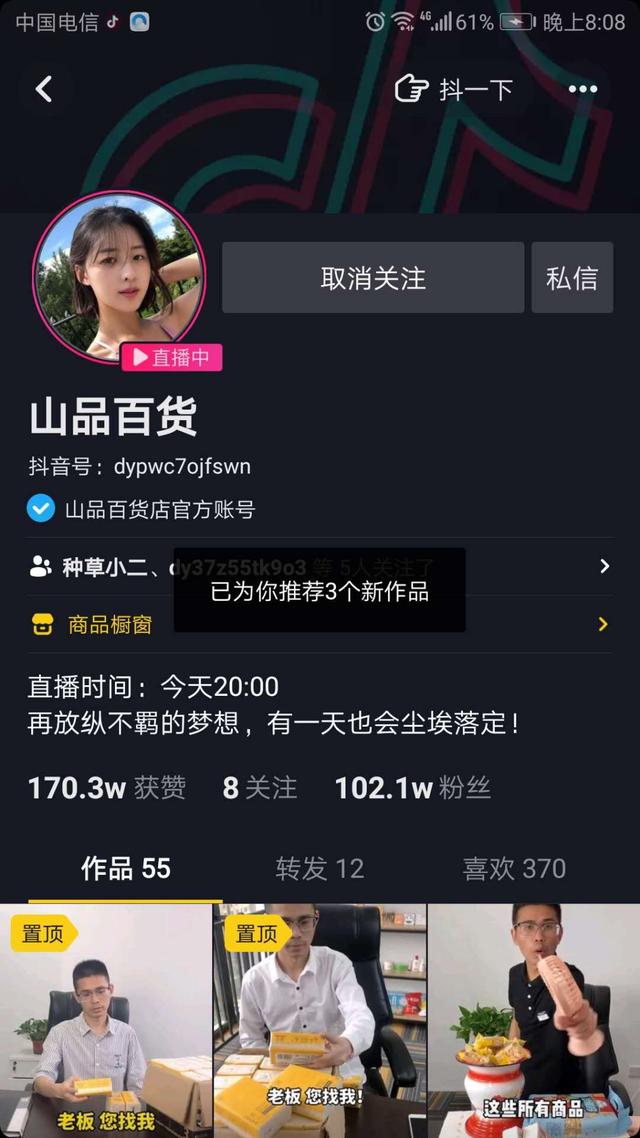 中国电信 4G 61% 晚上8:08
抖一下
取消关注 私信
直播中
山品百货
抖音号：dypwc7ojfswn
山品百货店官方账号
种草小二、dy37z55tk9o3 等 5人关注了
已为你推荐3个新作品
商品橱窗
直播时间：今天20:00
再放纵不羁的梦想，有一天也会尘埃落定！
170.3w 获赞 8 关注 102.1w 粉丝
作品 55 转发 12 喜欢 370
置顶 置顶
老板 您找我 老板 您找我! 这些所有商品